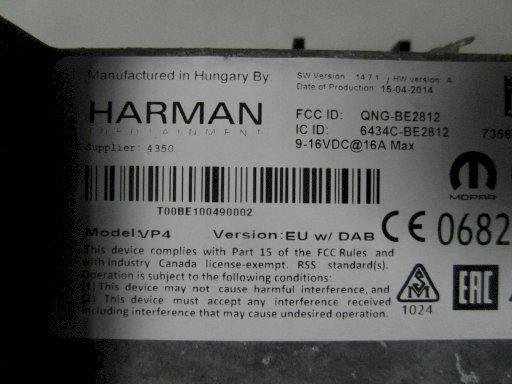 Manufactured in Hungary By:
HARMAN
INFOTAINMENT
Supplier: 4350
SW Version: 14.7.1 / HW version: A
Date of Production: 15-04-2014
FCC ID: QNG-BE2812
IC ID: 6434C-BE2812
9-16VDC@16A Max
7356
T00BE100490002
MOPAR
Model:VP4 Version: EU w/ DAB
CE 0682
This device complies with Part 15 of the FCC Rules and
with Industry Canada license-exempt. RSS standard(s).
Operation is subject to the following conditions:
(1) This device may not cause harmful interference, and
(2) This device must accept any interference received
including interference that may cause undesired operation.
1024
EAC